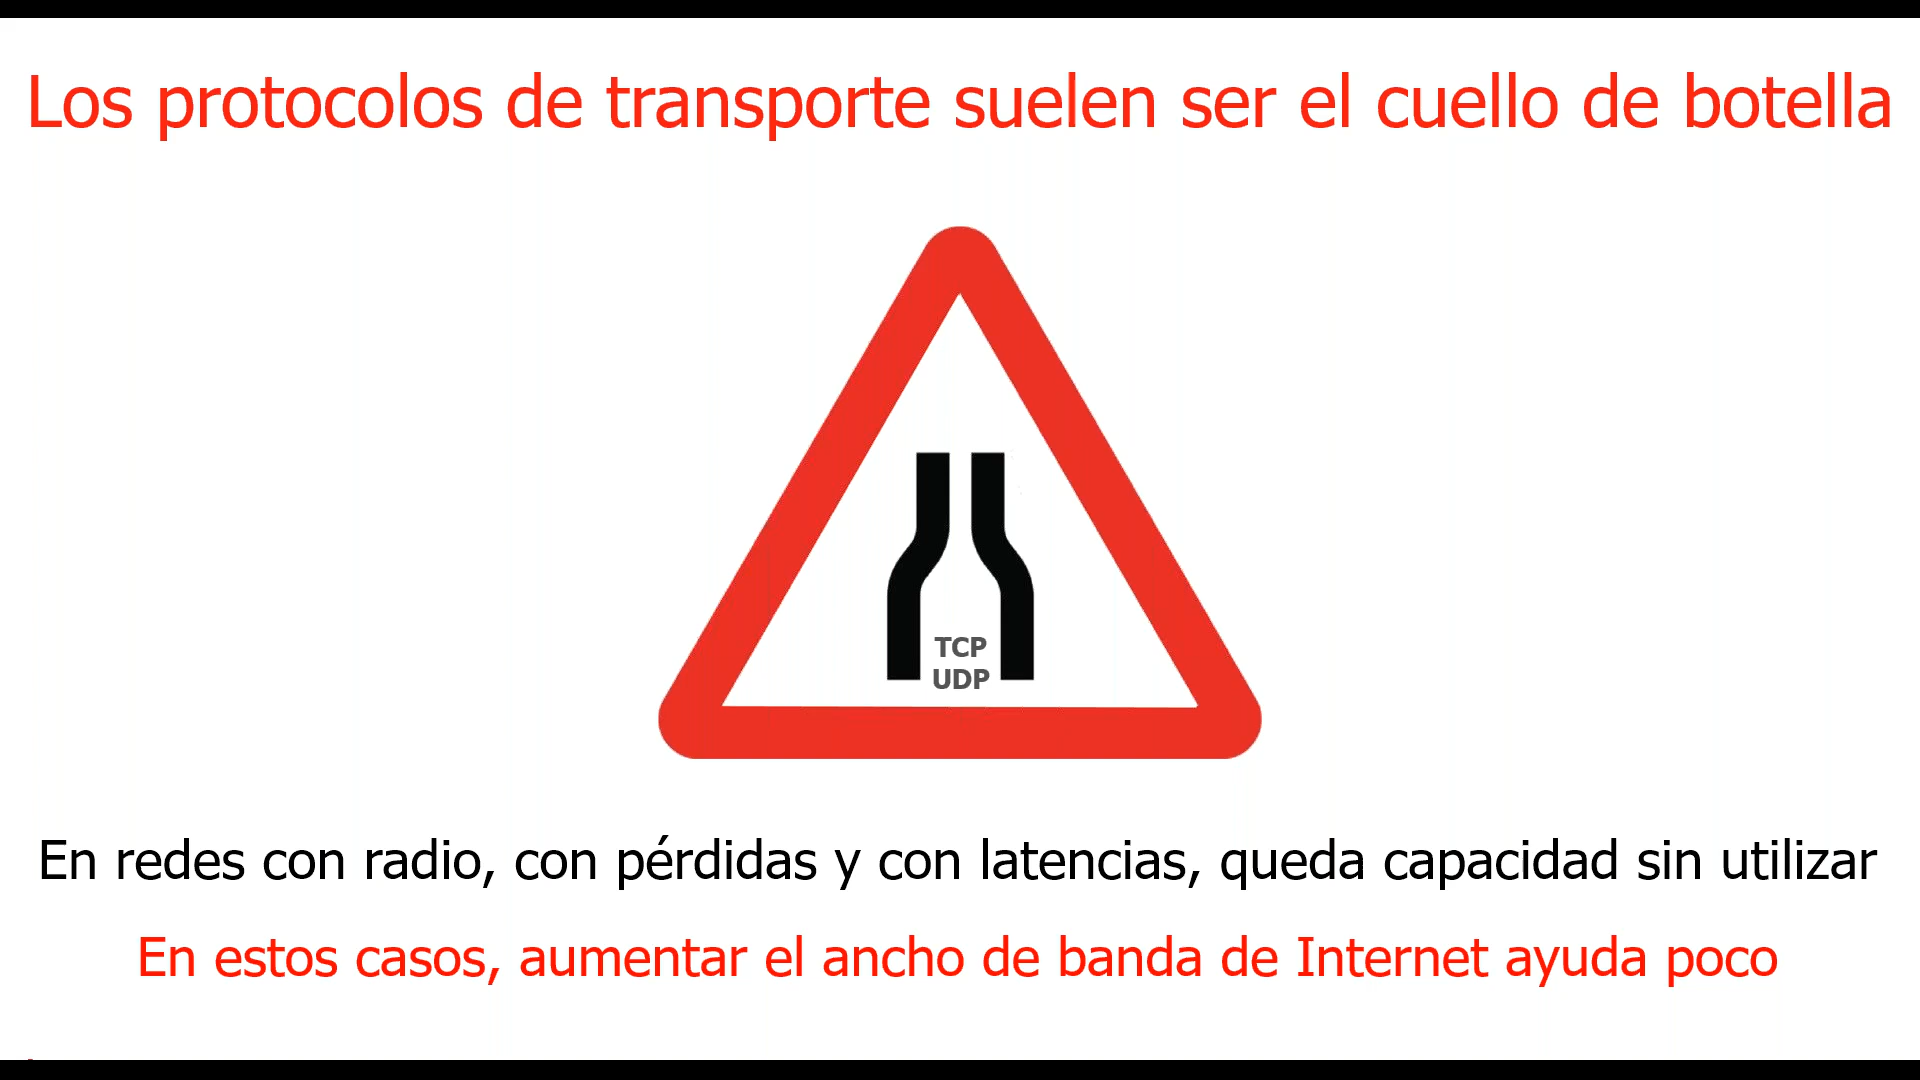 Los protocolos de transporte suelen ser el cuello de botella
TCP
UDP
En redes con radio, con pérdidas y con latencias, queda capacidad sin utilizar
En estos casos, aumentar el ancho de banda de Internet ayuda poco